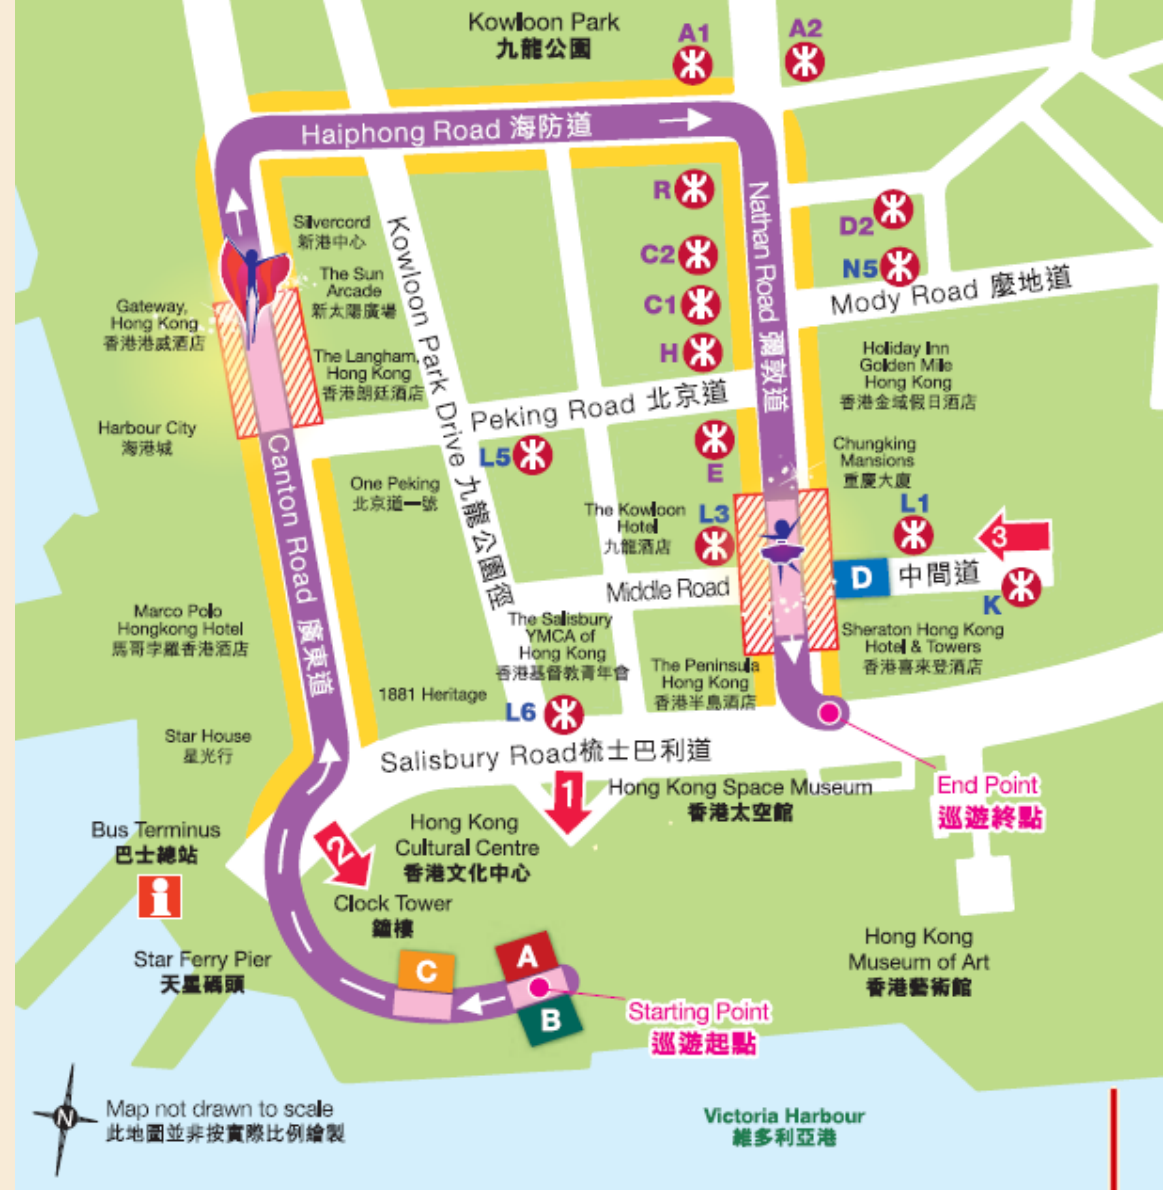 Kowloon Park
九龍公園
A1
A2
Haiphong Road 海防道
R
Nathan Road 彌敦道
D2
C2
N5
Silvercord
新港中心
The Sun
Arcade
新太陽廣場
Kowloon Park Drive 九龍公園徑
C1
Mody Road 麼地道
Gateway,
Hong Kong
香港港威酒店
H
The Langham,
Hong Kong
香港朗廷酒店
Holiday Inn
Golden Mile
Hong Kong
香港金域假日酒店
Peking Road 北京道
Harbour City
海港城
Canton Road 廣東道
L5
E
Chungking
Mansions
重慶大廈
One Peking
北京道一號
The Kowloon
Hotel
九龍酒店
L3
L1
3
Middle Road
D
中間道
K
Marco Polo
Hongkong Hotel
馬哥孛羅香港酒店
The Salisbury
YMCA of
Hong Kong
香港基督教青年會
The Peninsula
Hong Kong
香港半島酒店
Sheraton Hong Kong
Hotel & Towers
香港喜來登酒店
1881 Heritage
L6
Star House
星光行
Salisbury Road梳士巴利道
1
Hong Kong Space Museum
香港太空館
End Point
巡遊終點
Bus Terminus
巴士總站
i
2
Hong Kong
Cultural Centre
香港文化中心
Clock Tower
鐘樓
Star Ferry Pier
天星碼頭
C
A
B
Starting Point
巡遊起點
Hong Kong
Museum of Art
香港藝術館
N
Map not drawn to scale
此地圖並非按實際比例繪製
Victoria Harbour
維多利亞港